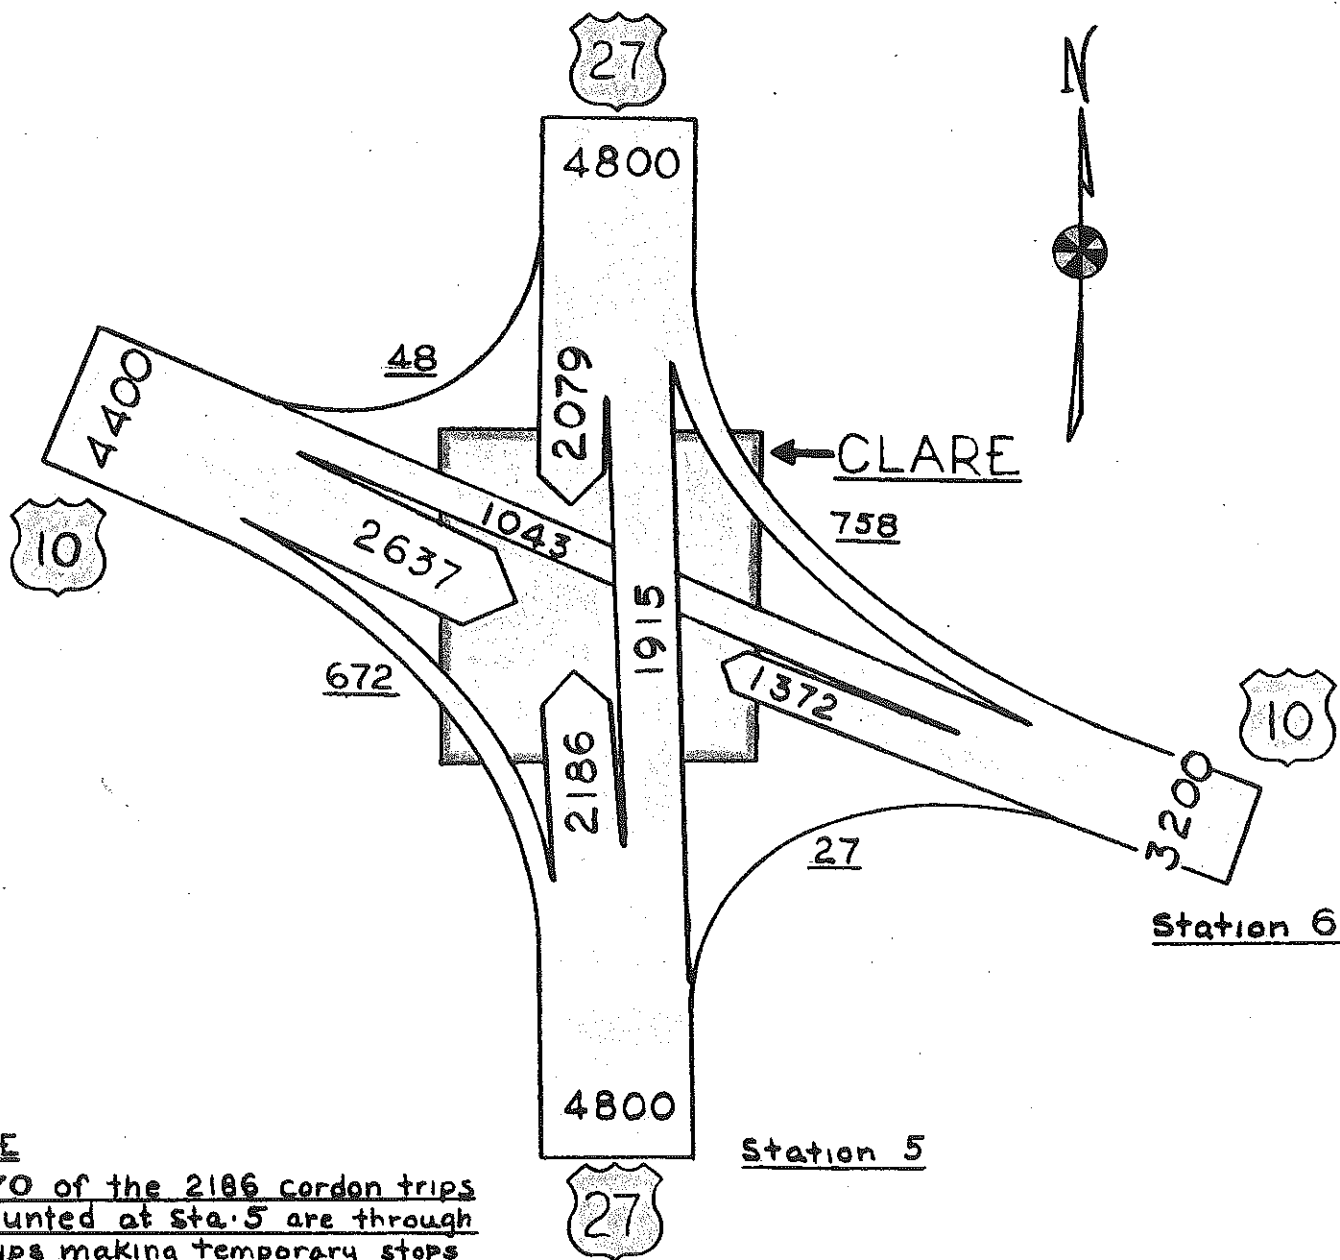 27
N
4800
48
2079
4400
CLARE
758
1043
2637
10
1915
672
1372
10
2186
3200
27
Station 6
4800
Station 5
of the 2186 cordon trips
at Sta. 5 are through
making temporary stops
27